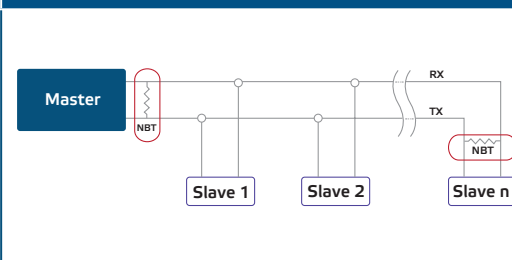 RX
Master
TX
NBT
NBT
Slave 1
Slave 2
Slave n